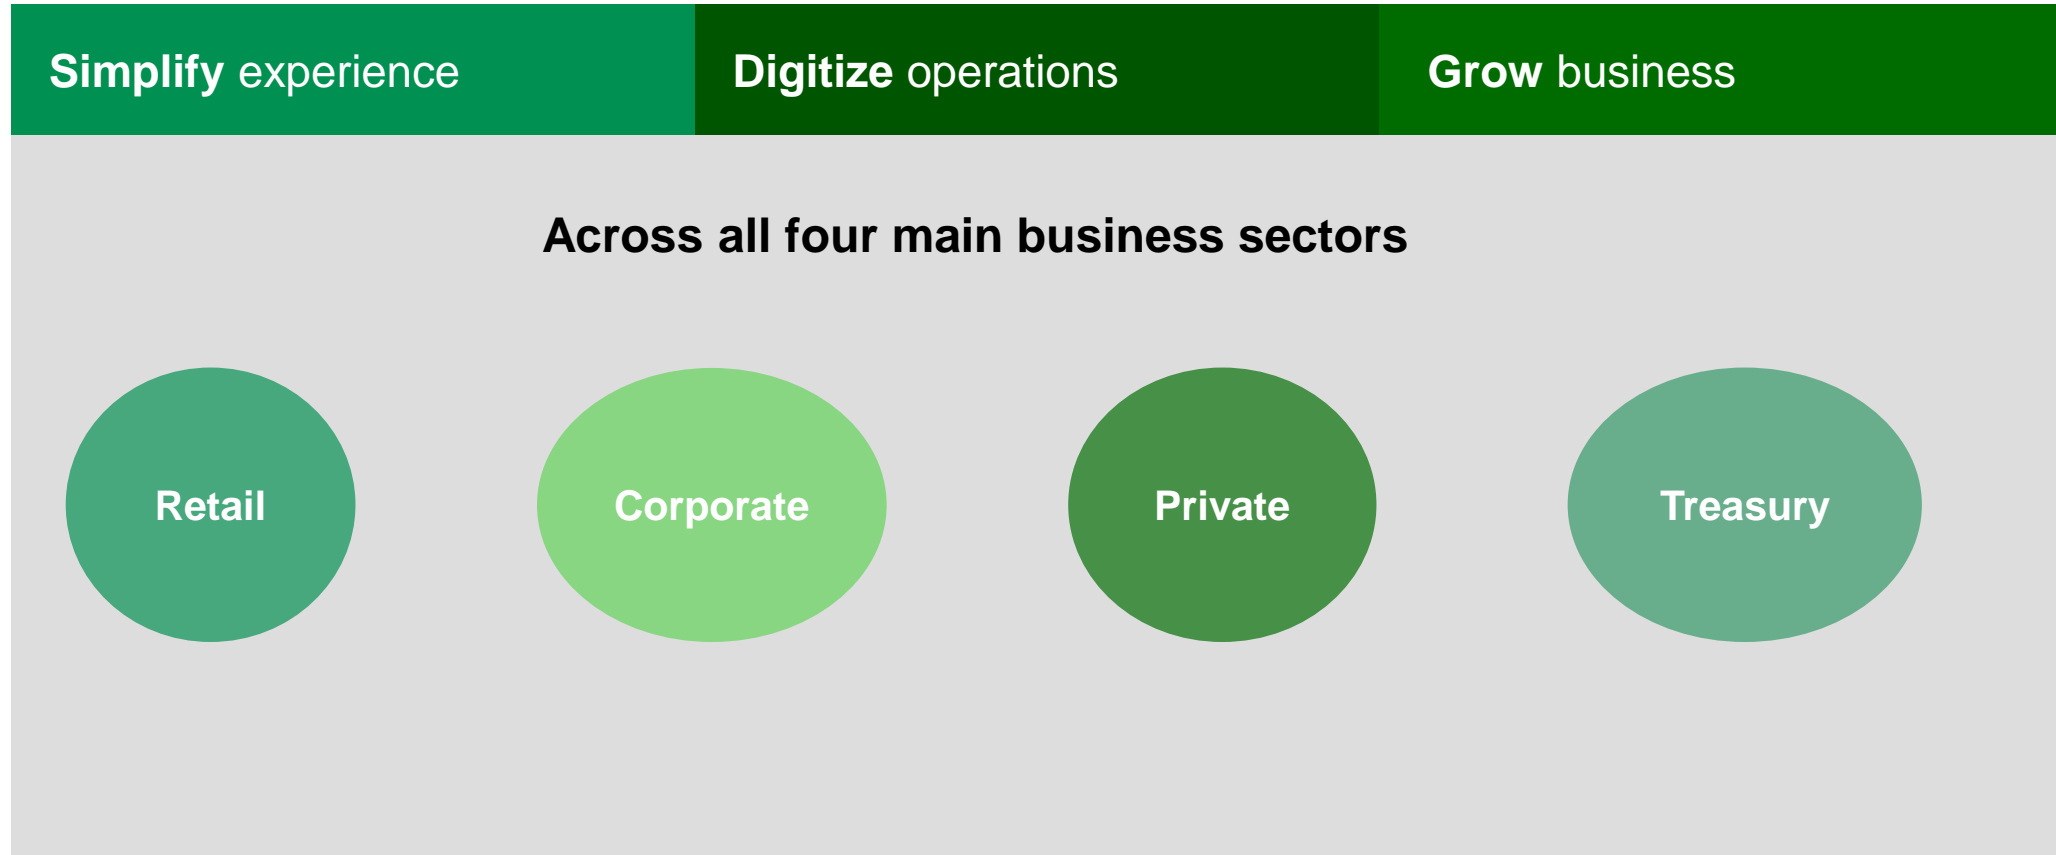 Simplify experience
Digitize operations
Grow business
Across all four main business sectors
Retail
Corporate
Private
Treasury